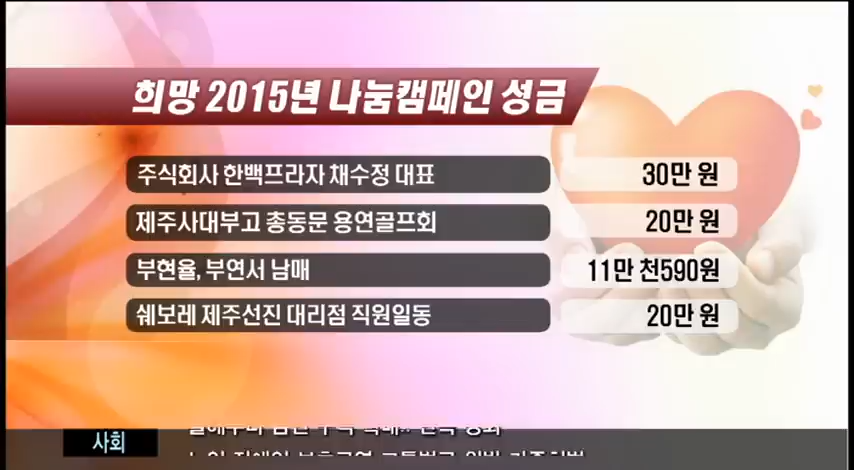 희망 2015년 나눔캠페인 성금
주식회사 한백프라자 채수정 대표 30만 원
제주사대부고 총동문 용연골프회 20만 원
부현율, 부연서 남매 11만 천590원
쉐보레 제주선진 대리점 직원일동 20만 원
사회